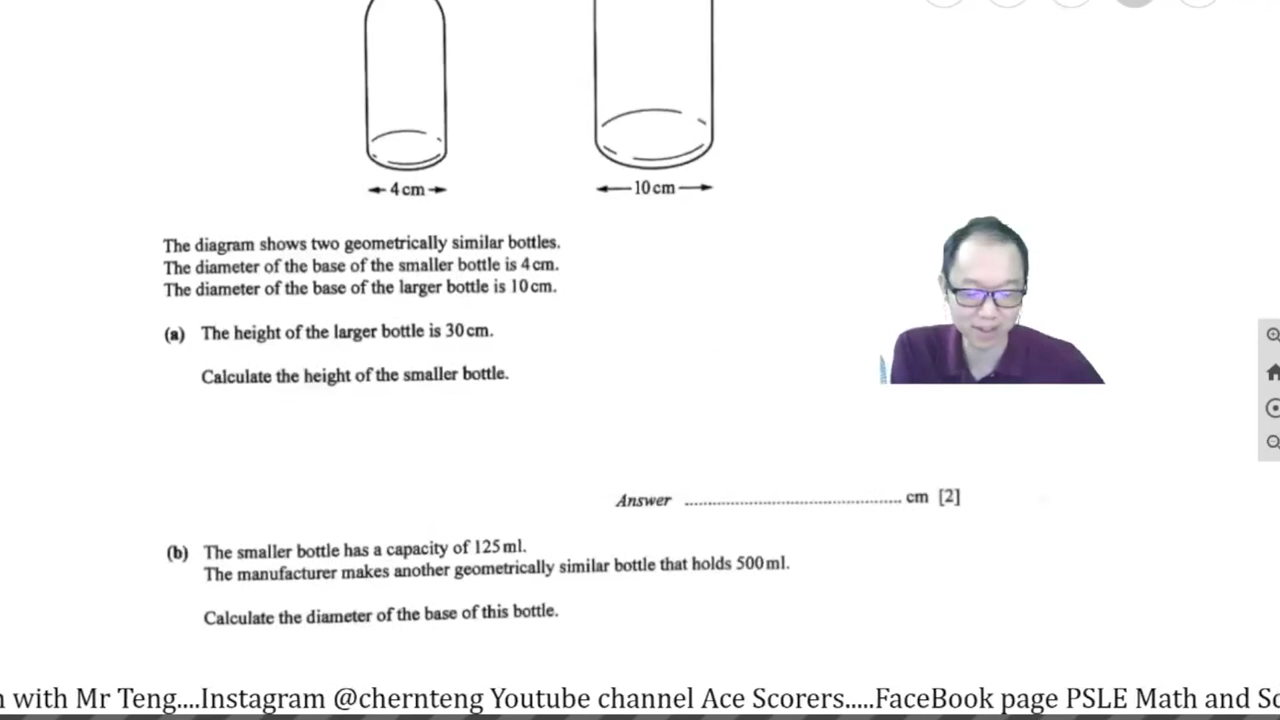 4 cm
10 cm
The diagram shows two geometrically similar bottles.
The diameter of the base of the smaller bottle is 4 cm.
The diameter of the base of the larger bottle is 10 cm.
(a) The height of the larger bottle is 30 cm.
Calculate the height of the smaller bottle.
Answer ................................................ cm [2]
(b) The smaller bottle has a capacity of 125 ml.
The manufacturer makes another geometrically similar bottle that holds 500 ml.
Calculate the diameter of the base of this bottle.
with Mr Teng....Instagram @chernteng Youtube channel Ace Scorers.....FaceBook page PSLE Math and